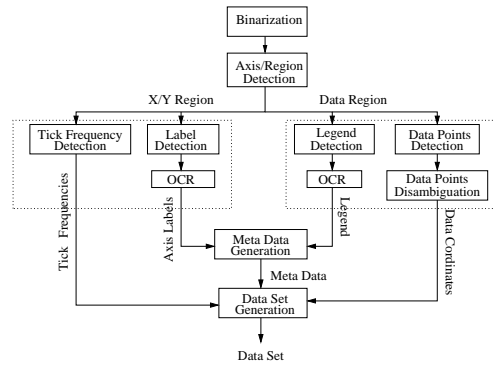 Binarization
Axis/Region
Detection
X/Y Region
Data Region
Tick Frequency
Detection
Label
Detection
Legend
Detection
Data Points
Detection
OCR
OCR
Data Points
Disambiguation
Tick Frequencies
Axis Labels
Legend
Data Cordinates
Meta Data
Generation
Meta Data
Data Set
Generation
Data Set